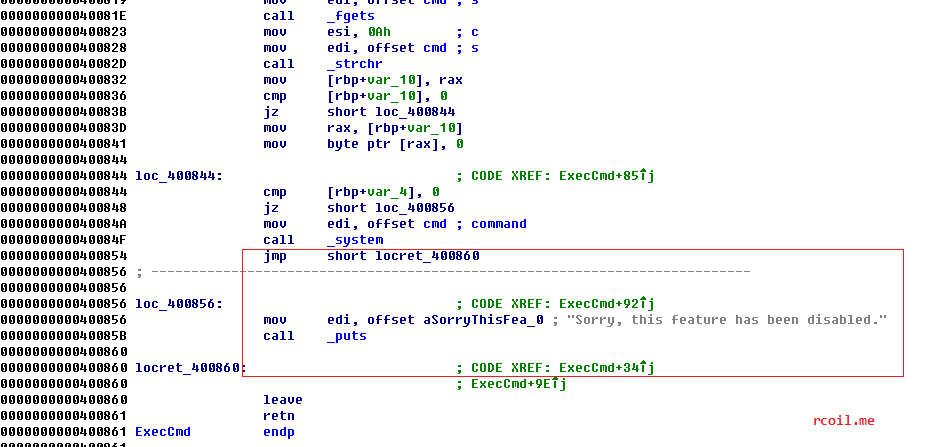 0000000000400819 mov edi, offset cmd ; s
000000000040081E call _fgets
0000000000400823 mov esi, 0Ah ; c
0000000000400828 mov edi, offset cmd ; s
000000000040082D call _strchr
0000000000400832 mov [rbp+var_10], rax
0000000000400836 cmp [rbp+var_10], 0
000000000040083B jz short loc_400844
000000000040083D mov rax, [rbp+var_10]
0000000000400841 mov byte ptr [rax], 0
0000000000400844
0000000000400844 loc_400844: ; CODE XREF: ExecCmd+85↑j
0000000000400844 cmp [rbp+var_4], 0
0000000000400848 jz short loc_400856
000000000040084A mov edi, offset cmd ; command
000000000040084F call _system
0000000000400854 jmp short locret_400860
0000000000400856 ; ---------------------------------------------------------------------------
0000000000400856
0000000000400856 loc_400856: ; CODE XREF: ExecCmd+92↑j
0000000000400856 mov edi, offset aSorryThisFea_0 ; "Sorry, this feature has been disabled."
000000000040085B call _puts
0000000000400860
0000000000400860 locret_400860: ; CODE XREF: ExecCmd+34↑j
0000000000400860 ; ExecCmd+9E↑j
0000000000400860 leave
0000000000400861 retn
0000000000400861 ExecCmd endp
0000000000400861
rcoil.me